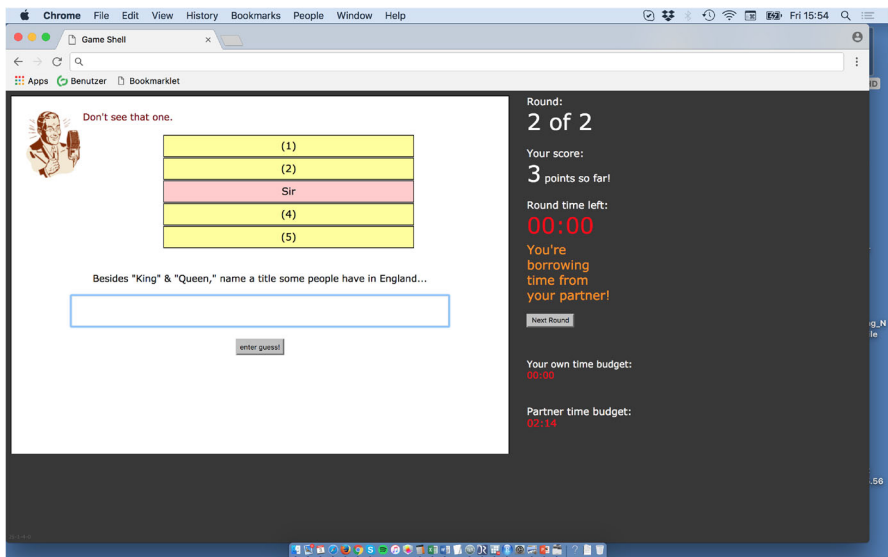 Chrome File Edit View History Bookmarks People Window Help
Fri 15:54
Game Shell
Apps Benutzer Bookmarklet
Don't see that one.
(1)
(2)
Sir
(4)
(5)
Besides "King" & "Queen," name a title some people have in England...
enter guess!
Round:
2 of 2
Your score:
3 points so far!
Round time left:
00:00
You're
borrowing
time from
your partner!
Next Round
Your own time budget:
00:00
Partner time budget:
02:14
ID
le
.56